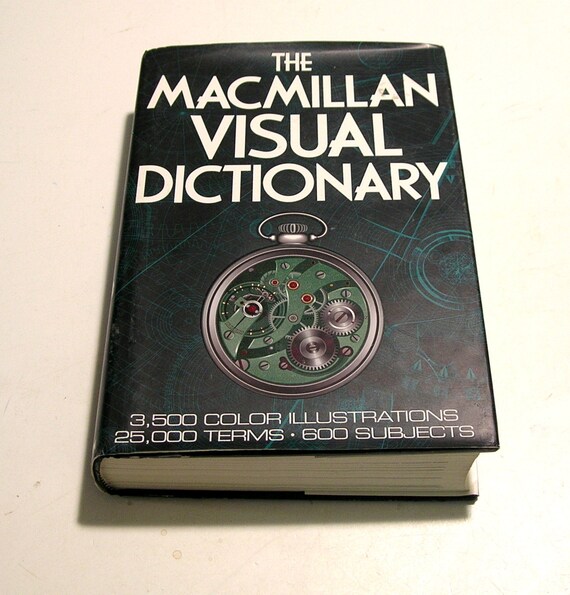 THE
MACMILLAN
VISUAL
DICTIONARY
3,500 COLOR ILLUSTRATIONS
25,000 TERMS · 600 SUBJECTS